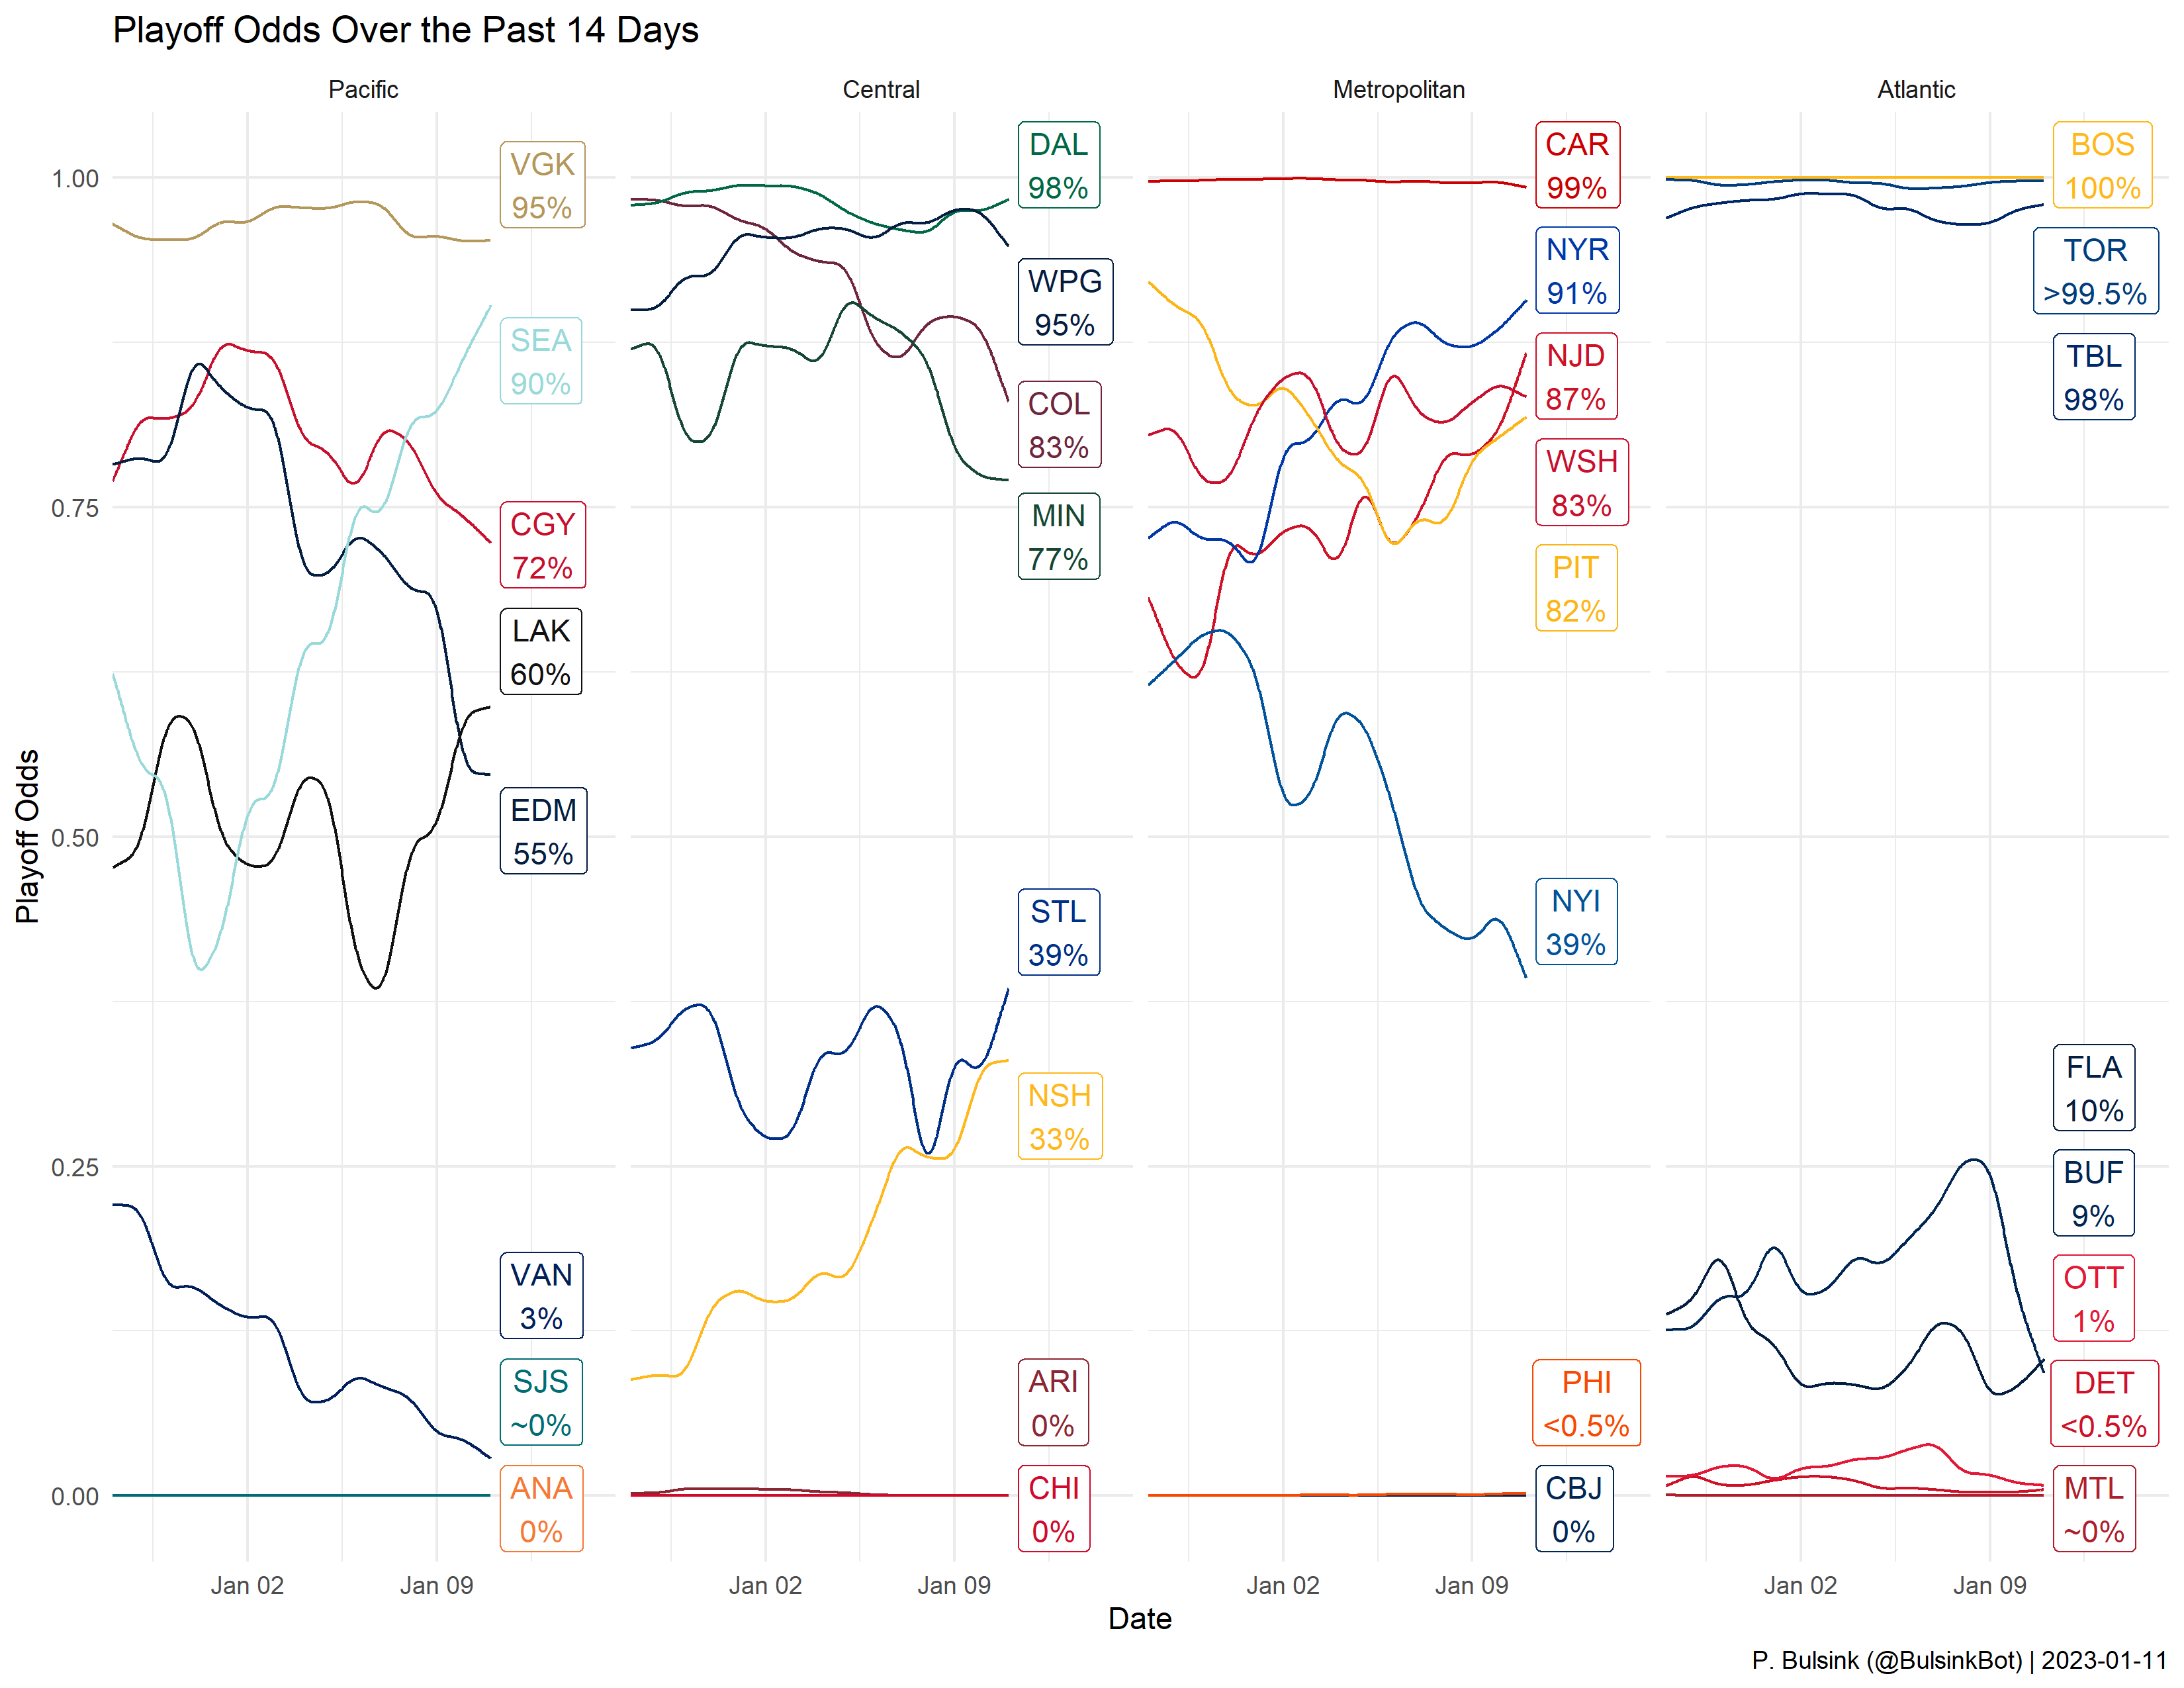 Playoff Odds Over the Past 14 Days
Pacific
Central
Metropolitan
Atlantic
Playoff Odds
1.00
0.75
0.50
0.25
0.00
VGK
95%
SEA
90%
CGY
72%
LAK
60%
EDM
55%
VAN
3%
SJS
~0%
ANA
0%
DAL
98%
WPG
95%
COL
83%
MIN
77%
STL
39%
NSH
33%
ARI
0%
CHI
0%
CAR
99%
NYR
91%
NJD
87%
WSH
83%
PIT
82%
NYI
39%
PHI
<0.5%
CBJ
0%
BOS
100%
TOR
>99.5%
TBL
98%
FLA
10%
BUF
9%
OTT
1%
DET
<0.5%
MTL
~0%
Jan 02
Jan 09
Jan 02
Jan 09
Jan 02
Jan 09
Jan 02
Jan 09
Date
P. Bulsink (@BulsinkBot) | 2023-01-11